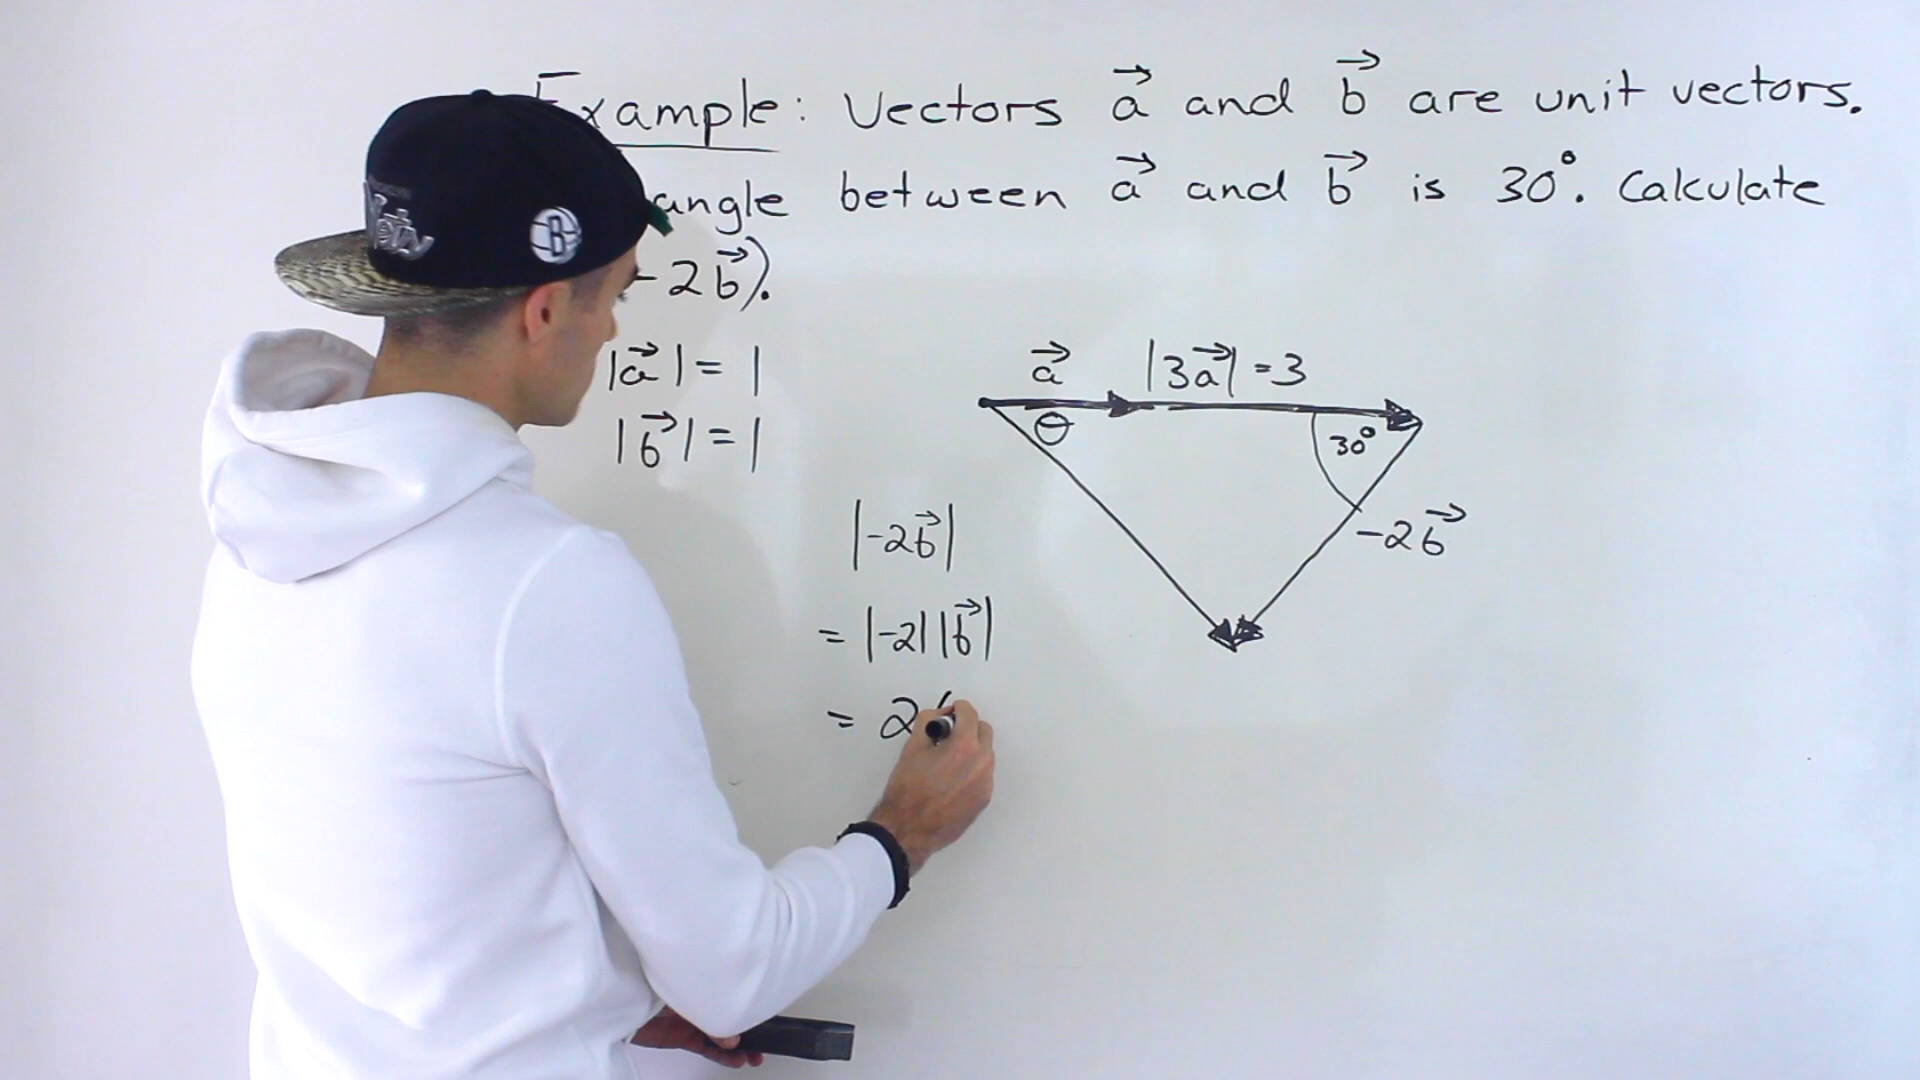 Example: Vectors a⃗ and b⃗ are unit vectors.
angle between a⃗ and b⃗ is 30°. Calculate
- 2b⃗).
|a⃗| = 1
|b⃗| = 1
a⃗ |3a⃗| = 3
θ 30°
-2b⃗
|-2b⃗|
= |-2||b⃗|
= 2(
B